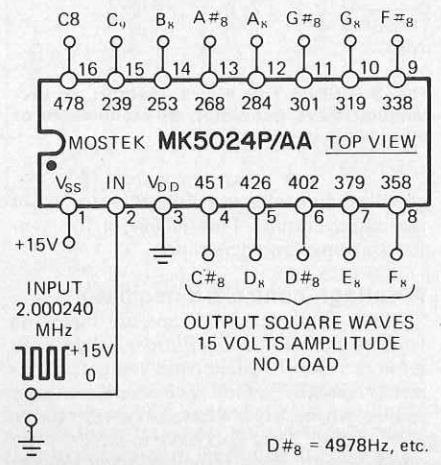 C8 C9 B8 A#8 A8 G#8 G8 F#8
16 15 14 13 12 11 10 9
478 239 253 268 284 301 319 338
MOSTEK MK5024P/AA TOP VIEW
VSS IN VDD 451 426 402 379 358
1 2 3 4 5 6 7 8
+15V
C#8 D8 D#8 E8 F8
INPUT
2.000240
MHz
+15V
0
OUTPUT SQUARE WAVES
15 VOLTS AMPLITUDE
NO LOAD
D#8 = 4978Hz, etc.